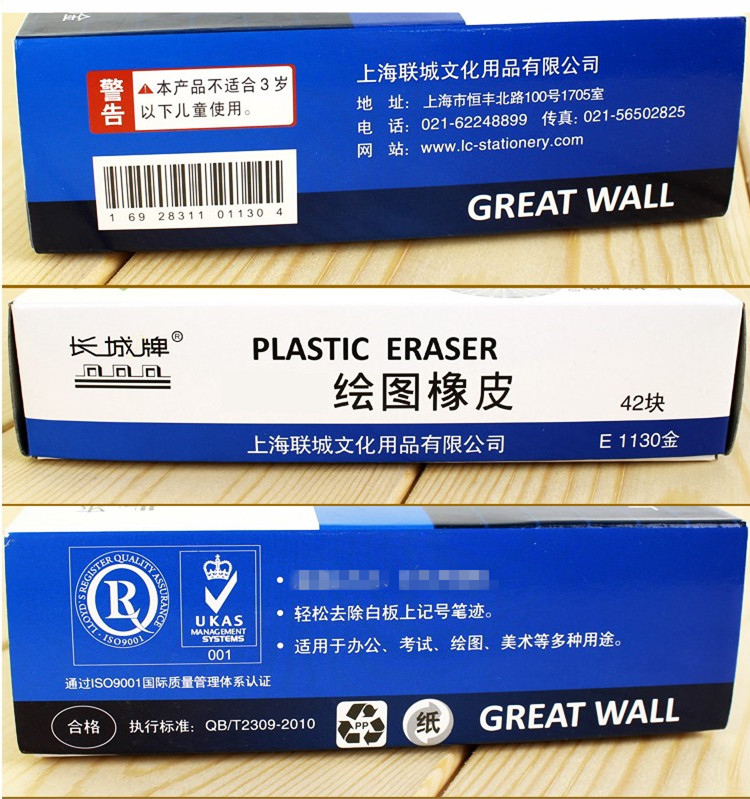 警告
本产品不适合3岁
以下儿童使用。
1 69 28311 01130 4
上海联城文化用品有限公司
地 址: 上海市恒丰北路100号1705室
电 话: 021-62248899 传真: 021-56502825
网 站: www.lc-stationery.com
GREAT WALL
长城牌®
PLASTIC ERASER
绘图橡皮
42块
上海联城文化用品有限公司
E 1130金
LLOYD'S REGISTER QUALITY ASSURANCE
LRQ
· ISO9001 ·
UKAS
MANAGEMENT
SYSTEMS
001
• 轻松去除白板上记号笔迹。
• 适用于办公、考试、绘图、美术等多种用途。
通过ISO9001国际质量管理体系认证
合格
执行标准: QB/T2309-2010
PP
纸
GREAT WALL